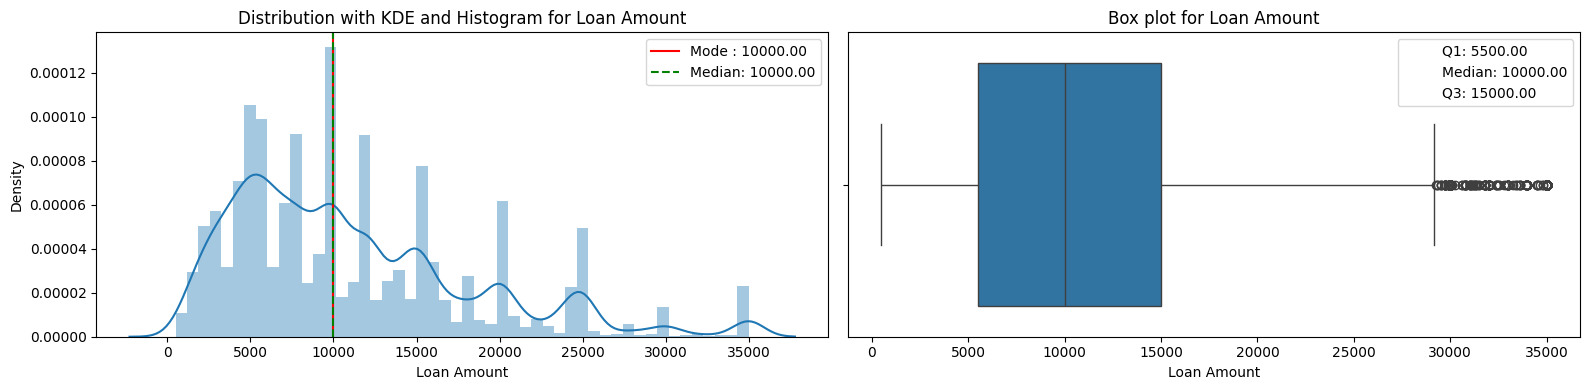 Distribution with KDE and Histogram for Loan Amount
Mode : 10000.00
Median: 10000.00
Density
0.00012
0.00010
0.00008
0.00006
0.00004
0.00002
0.00000
0 5000 10000 15000 20000 25000 30000 35000
Loan Amount
Box plot for Loan Amount
Q1: 5500.00
Median: 10000.00
Q3: 15000.00
0 5000 10000 15000 20000 25000 30000 35000
Loan Amount